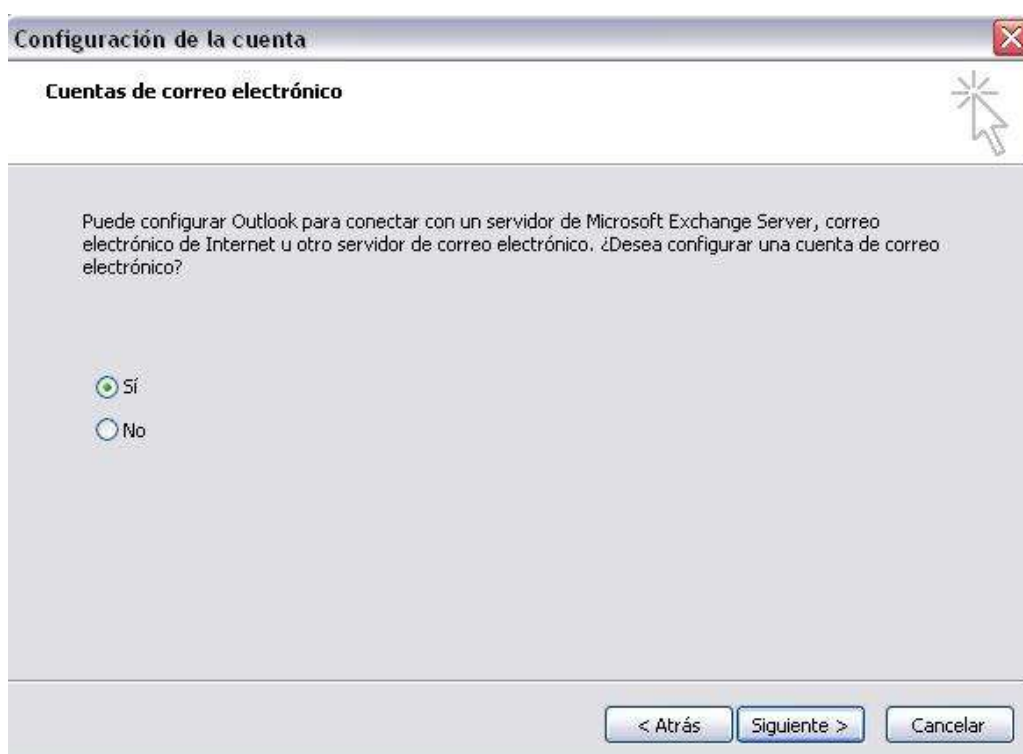 Configuración de la cuenta
Cuentas de correo electrónico
Puede configurar Outlook para conectar con un servidor de Microsoft Exchange Server, correo
electrónico de Internet u otro servidor de correo electrónico. ¿Desea configurar una cuenta de correo
electrónico?
Sí
No
< Atrás Siguiente > Cancelar